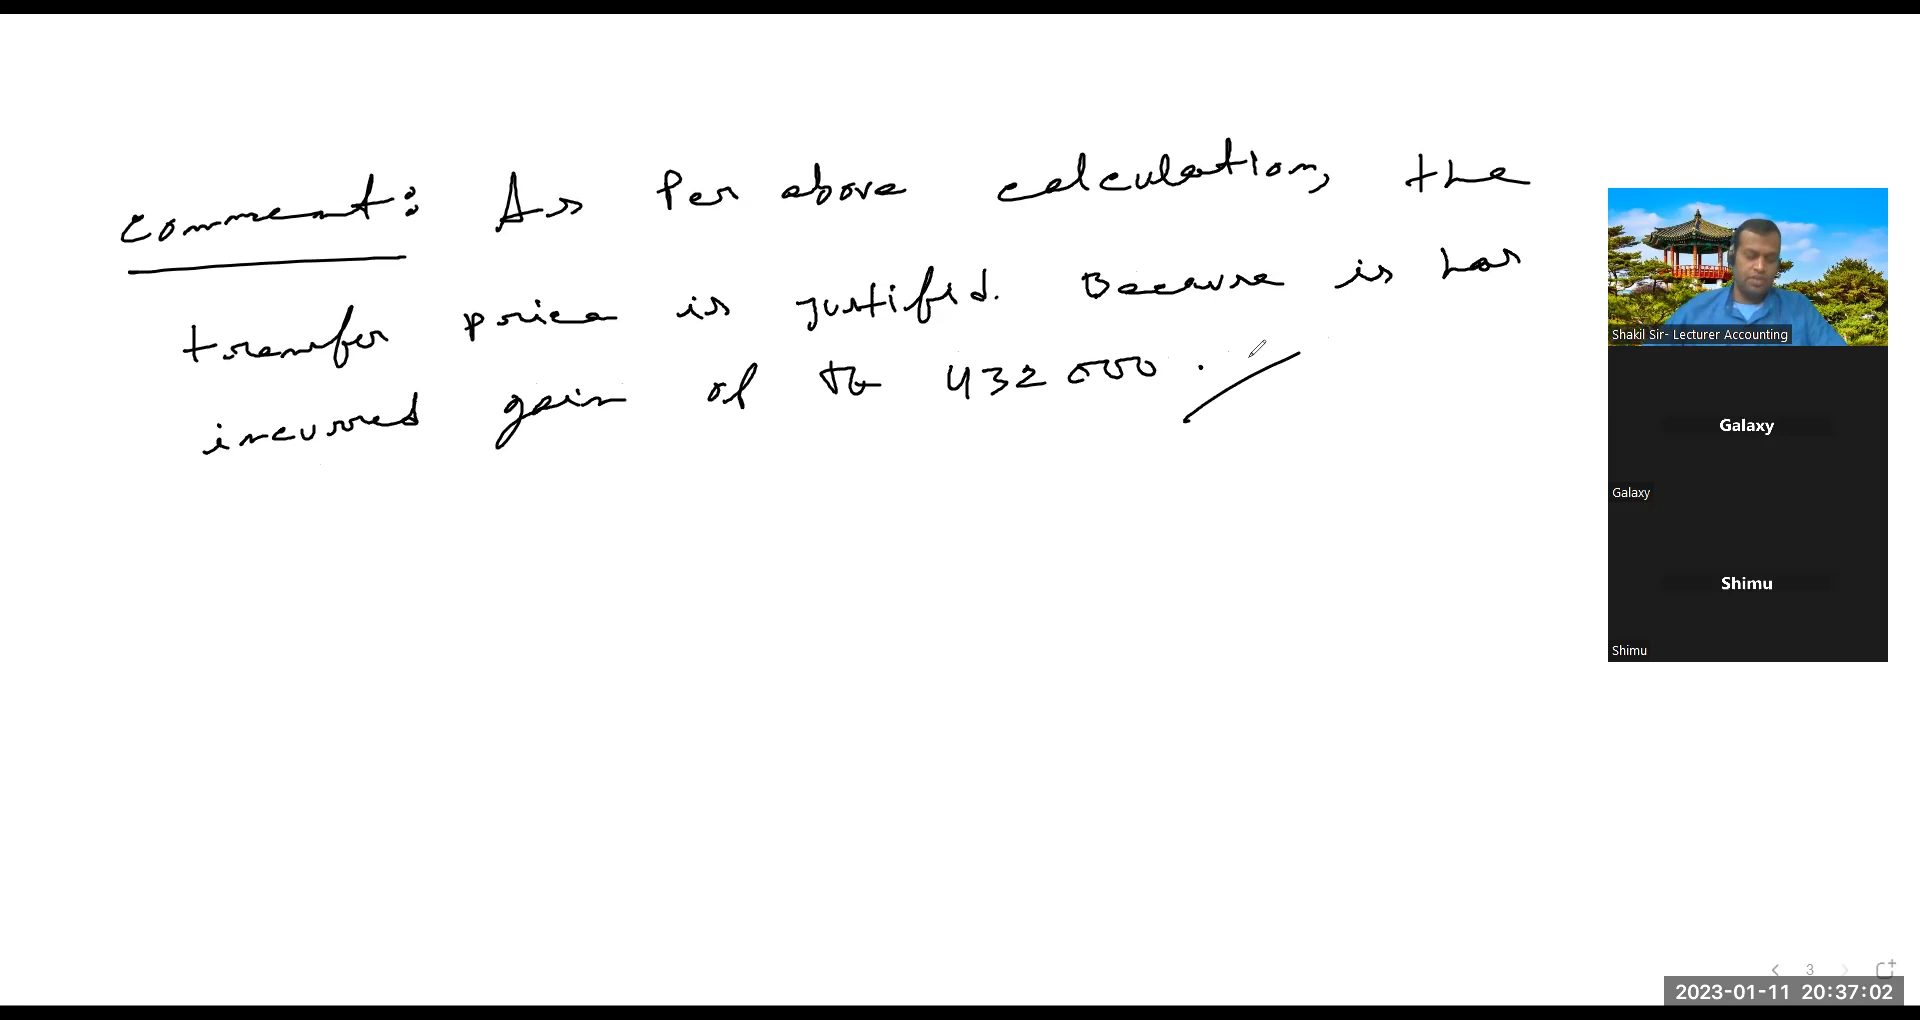 Comment: As Per above calculation, the
transfer price is justified. Because is has
incurred gain of tk 432000.
Shakil Sir- Lecturer Accounting
Galaxy
Galaxy
Shimu
Shimu
3
2023-01-11 20:37:02